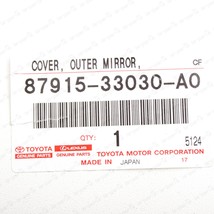 COVER, OUTER MIRROR, CF
87915-33030-A0
QTY: 1 5124
TOYOTA LEXUS TOYOTA MOTOR CORPORATION
GENUINE PARTS GENUINE PARTS
MADE IN JAPAN 17